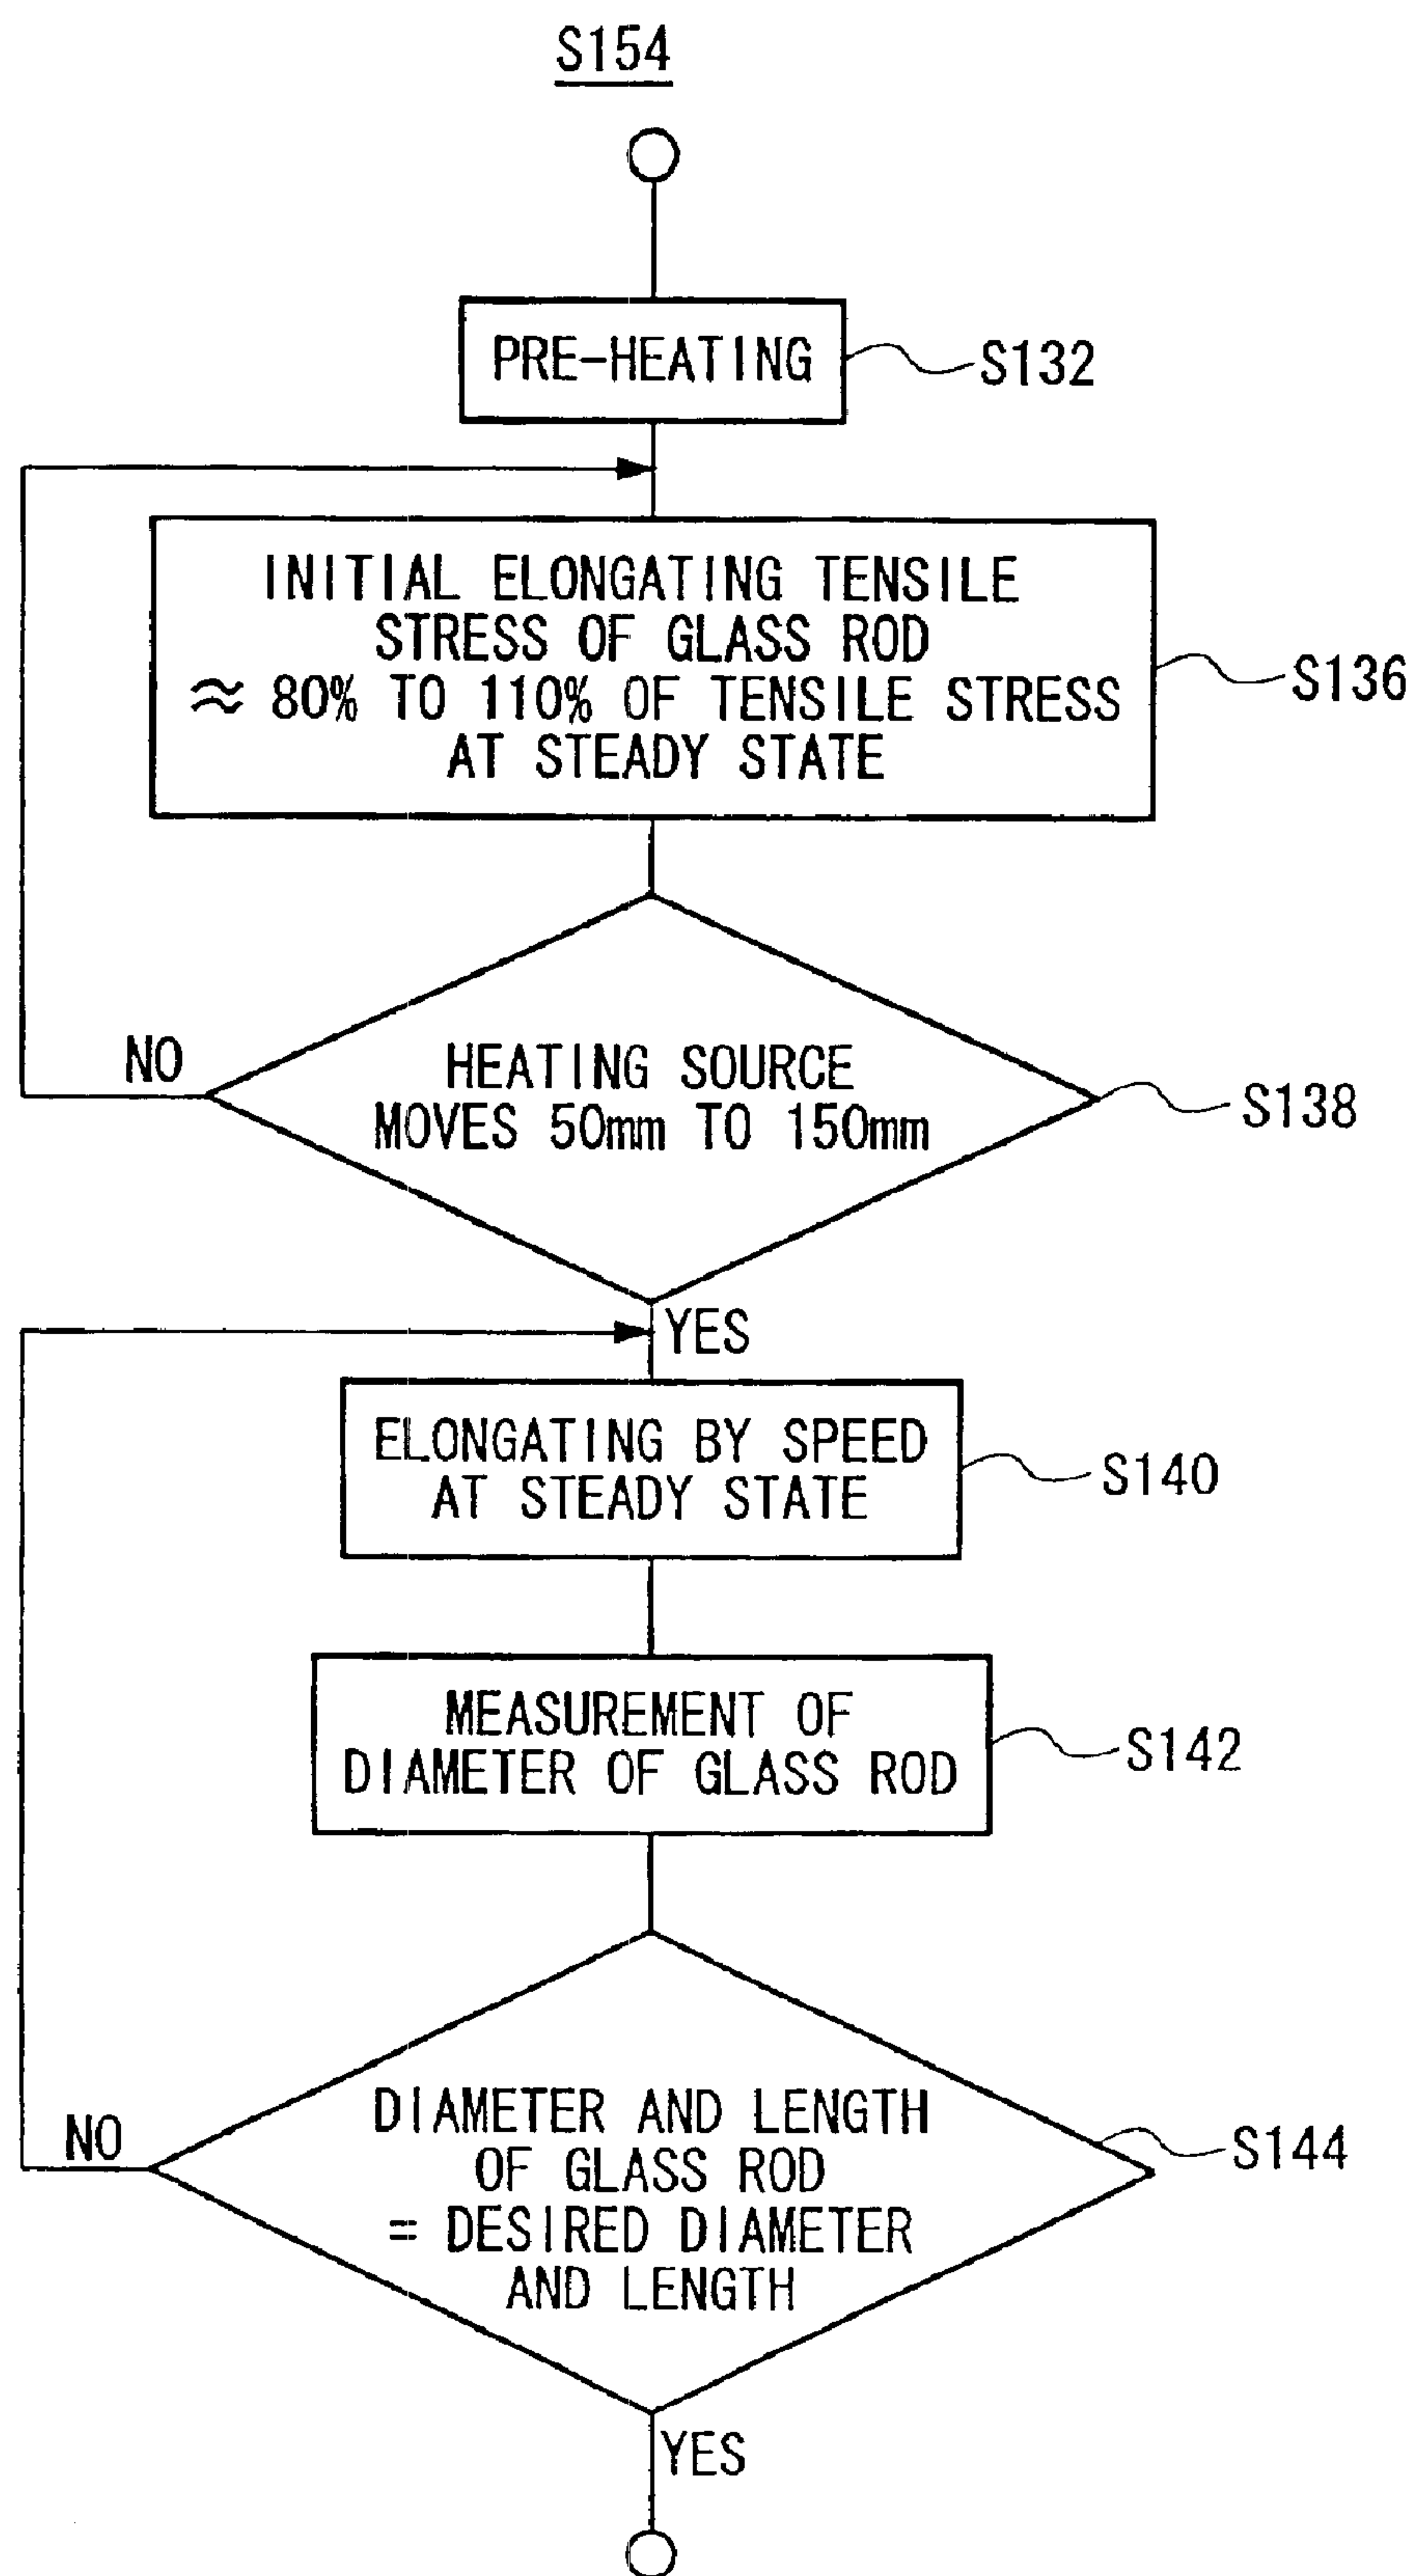 S154
PRE-HEATING
S132
INITIAL ELONGATING TENSILE
STRESS OF GLASS ROD
≈ 80% TO 110% OF TENSILE STRESS
AT STEADY STATE
S136
NO
HEATING SOURCE
MOVES 50mm TO 150mm
S138
YES
ELONGATING BY SPEED
AT STEADY STATE
S140
MEASUREMENT OF
DIAMETER OF GLASS ROD
S142
NO
DIAMETER AND LENGTH
OF GLASS ROD
= DESIRED DIAMETER
AND LENGTH
S144
YES